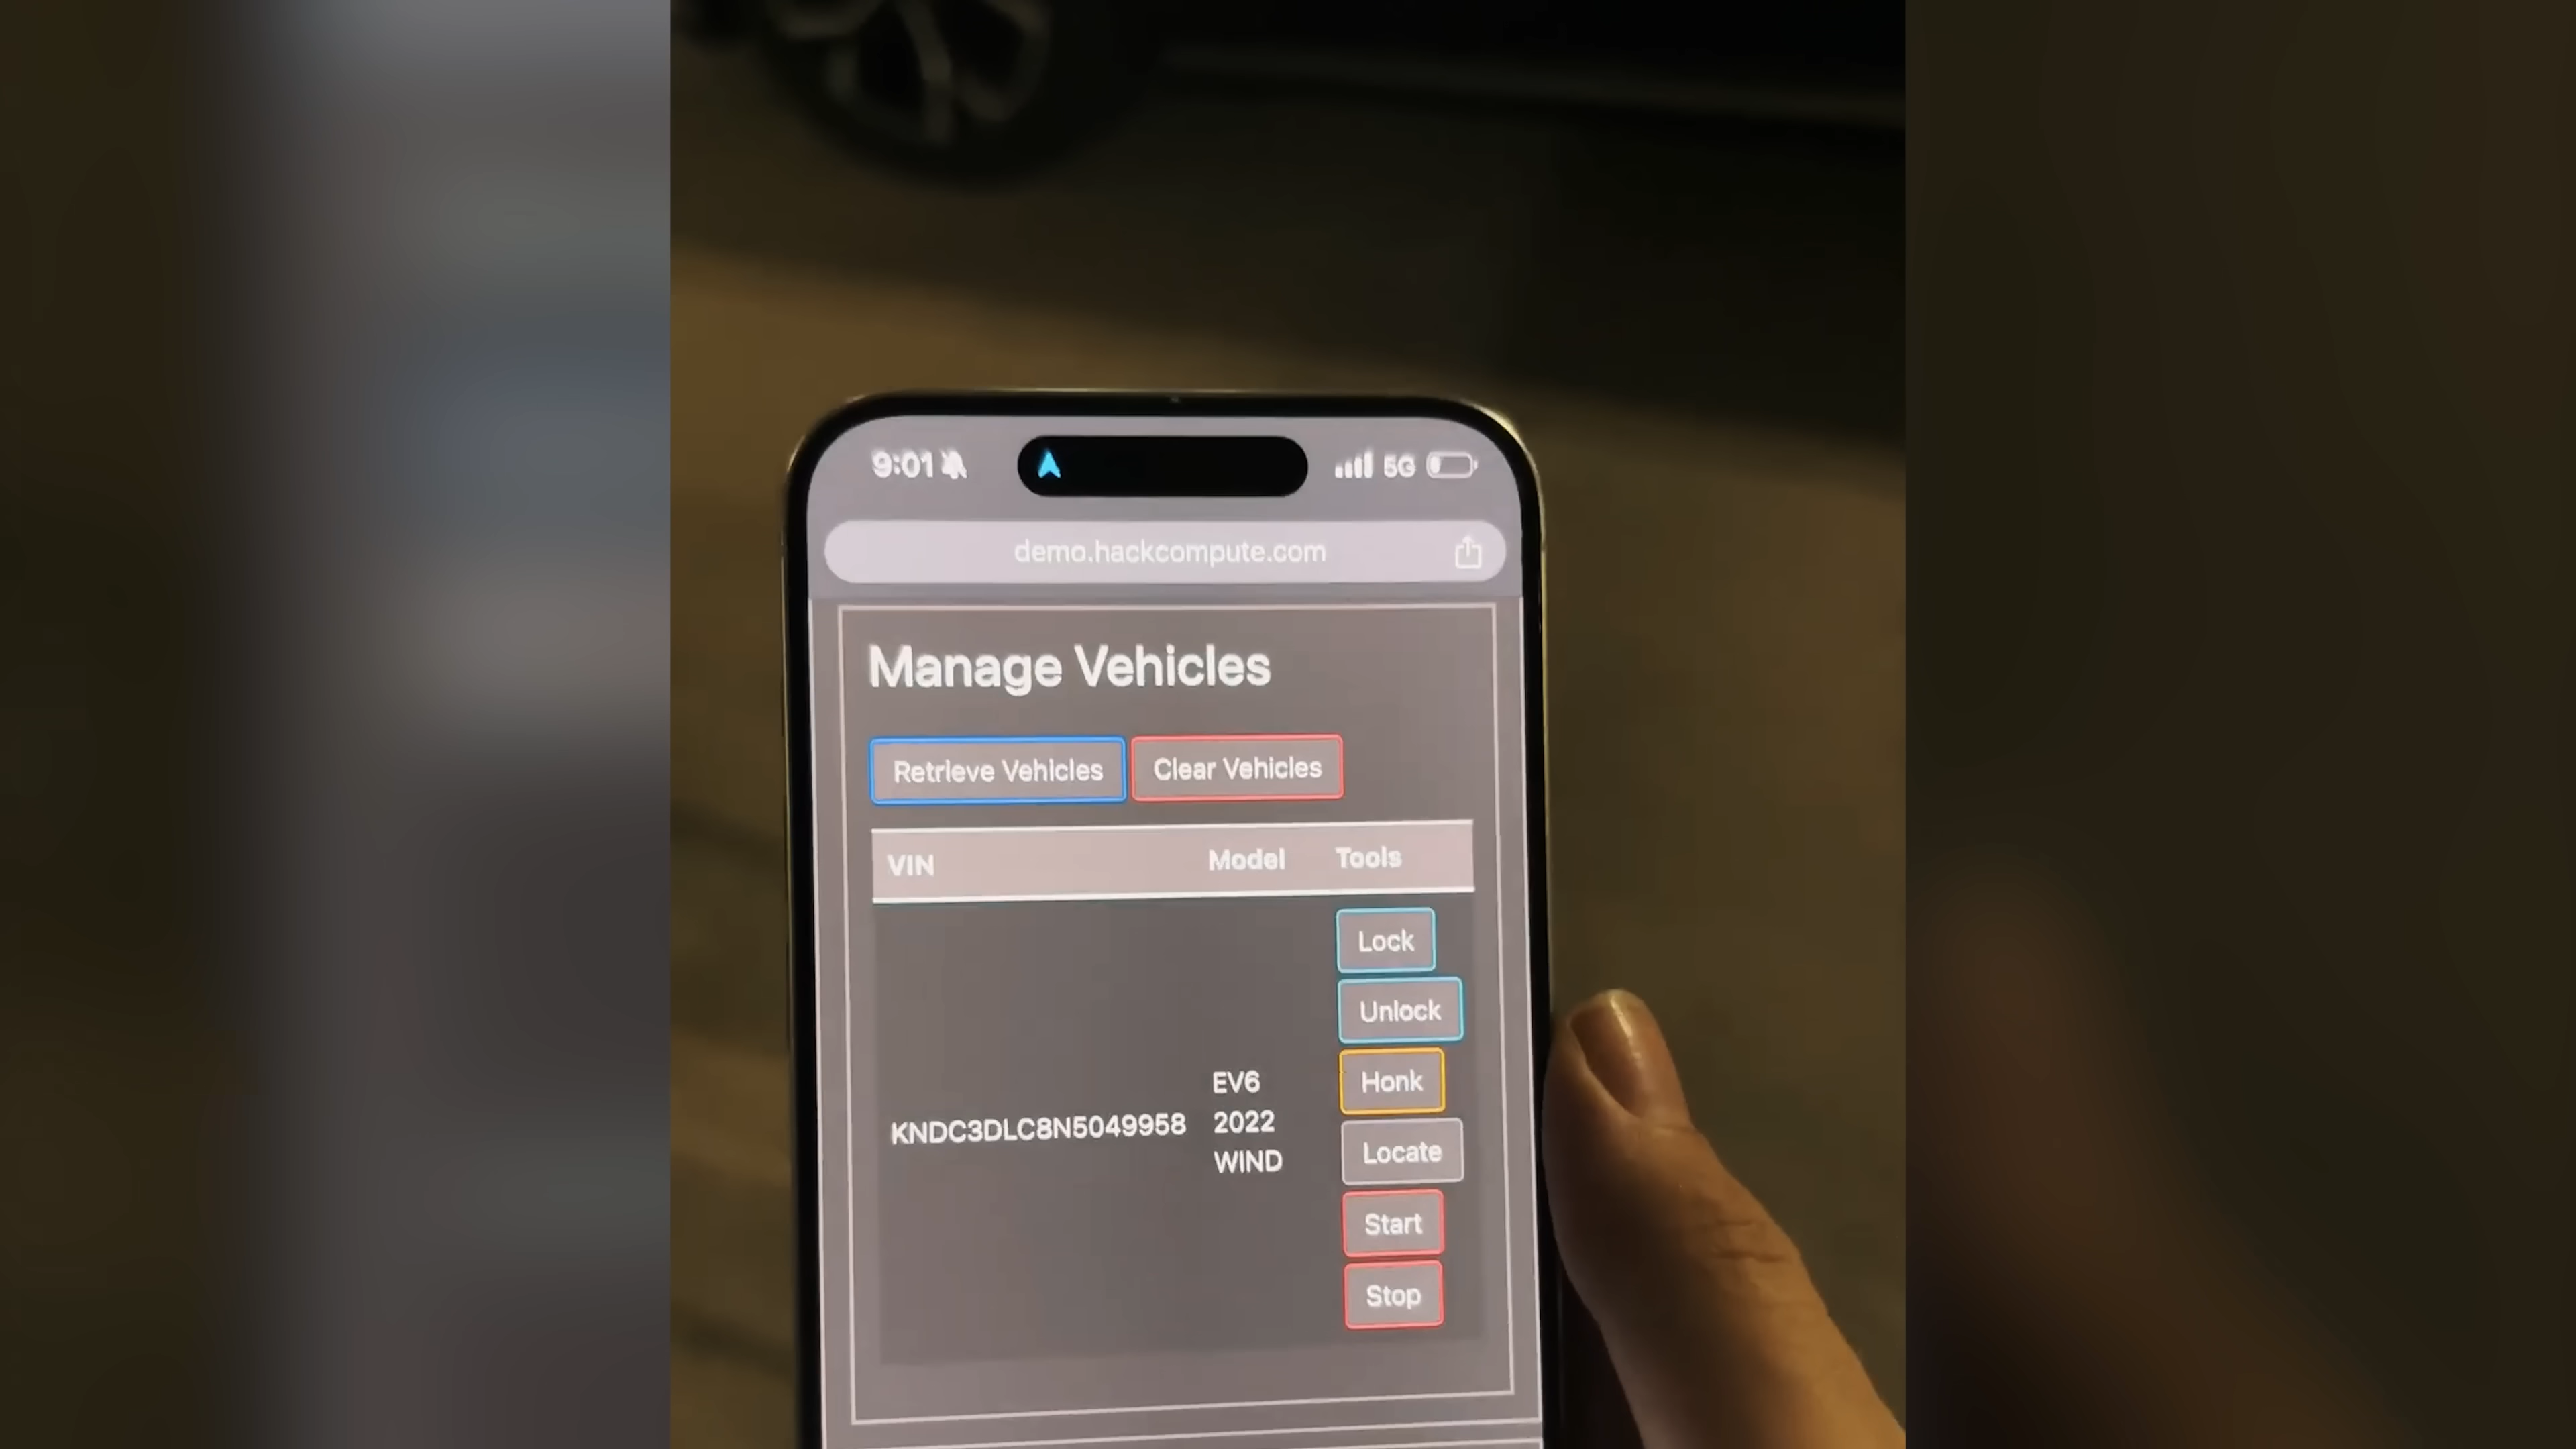 9:01
5G
demo.hackcompute.com
Manage Vehicles
Retrieve Vehicles Clear Vehicles
VIN Model Tools
Lock
Unlock
Honk
KNDC3DLC8N5049958
EV6
2022
WIND
Locate
Start
Stop